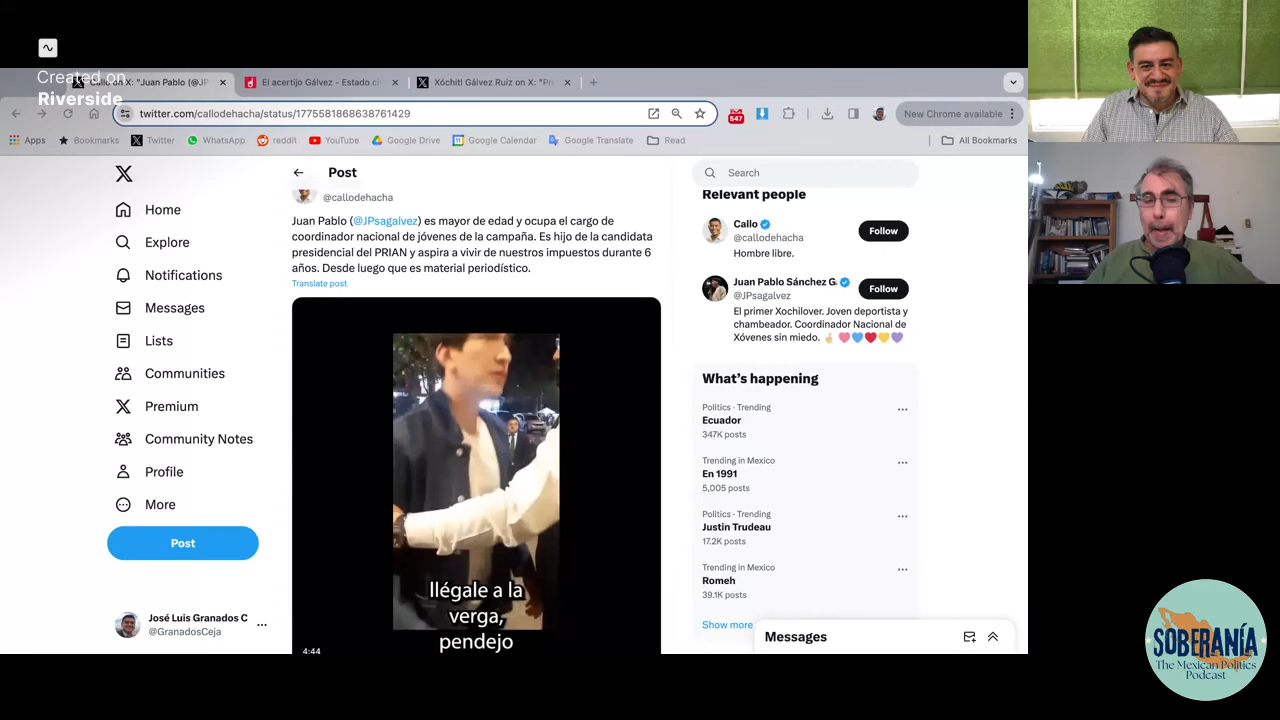 Created on
Riverside
Callo on X: "Juan Pablo (@JP
El acertijo Gálvez - Estado
Xóchitl Gálvez Ruiz on X: "Pr
twitter.com/callodehacha/status/1775581868638761429
547
New Chrome available
Apps
Bookmarks
Twitter
WhatsApp
reddit
YouTube
Google Drive
Google Calendar
Google Translate
Read
All Bookmarks
Home
Explore
Notifications
Messages
Lists
Communities
Premium
Community Notes
Profile
More
Post
José Luis Granados C
@GranadosCeja
Post
@callodehacha
Juan Pablo (@JPsagalvez) es mayor de edad y ocupa el cargo de
coordinador nacional de jóvenes de la campaña. Es hijo de la candidata
presidencial del PRIAN y aspira a vivir de nuestros impuestos durante 6
años. Desde luego que es material periodístico.
Translate post
llégale a la
verga,
pendejo
4:44
Search
Relevant people
Callo
@callodehacha
Follow
Hombre libre.
Juan Pablo Sánchez G
@JPsagalvez
Follow
El primer Xochilover. Joven deportista y
chambeador. Coordinador Nacional de
Xóvenes sin miedo.
What's happening
Politics · Trending
Ecuador
347K posts
Trending in Mexico
En 1991
5,005 posts
Politics · Trending
Justin Trudeau
17.2K posts
Trending in Mexico
Romeh
39.1K posts
Show more
Messages
SOBERANÍA
The Mexican Politics
Podcast